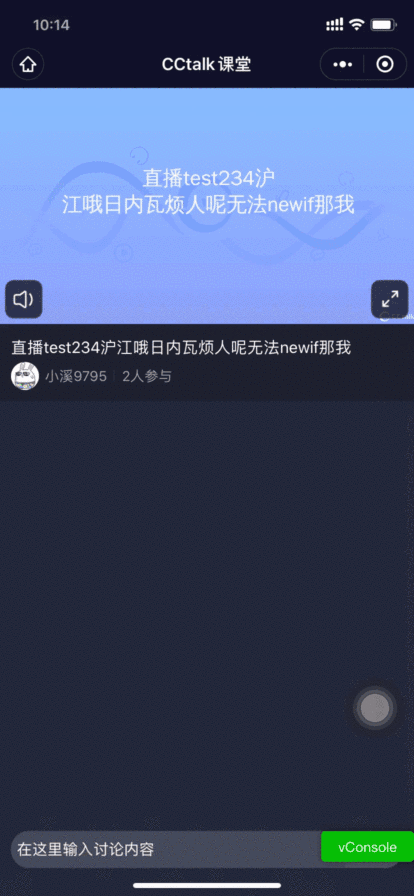 10:14
CCtalk 课堂
直播test234沪
江哦日内瓦烦人呢无法newif那我
直播test234沪江哦日内瓦烦人呢无法newif那我
小溪9795 2人参与
在这里输入讨论内容
vConsole